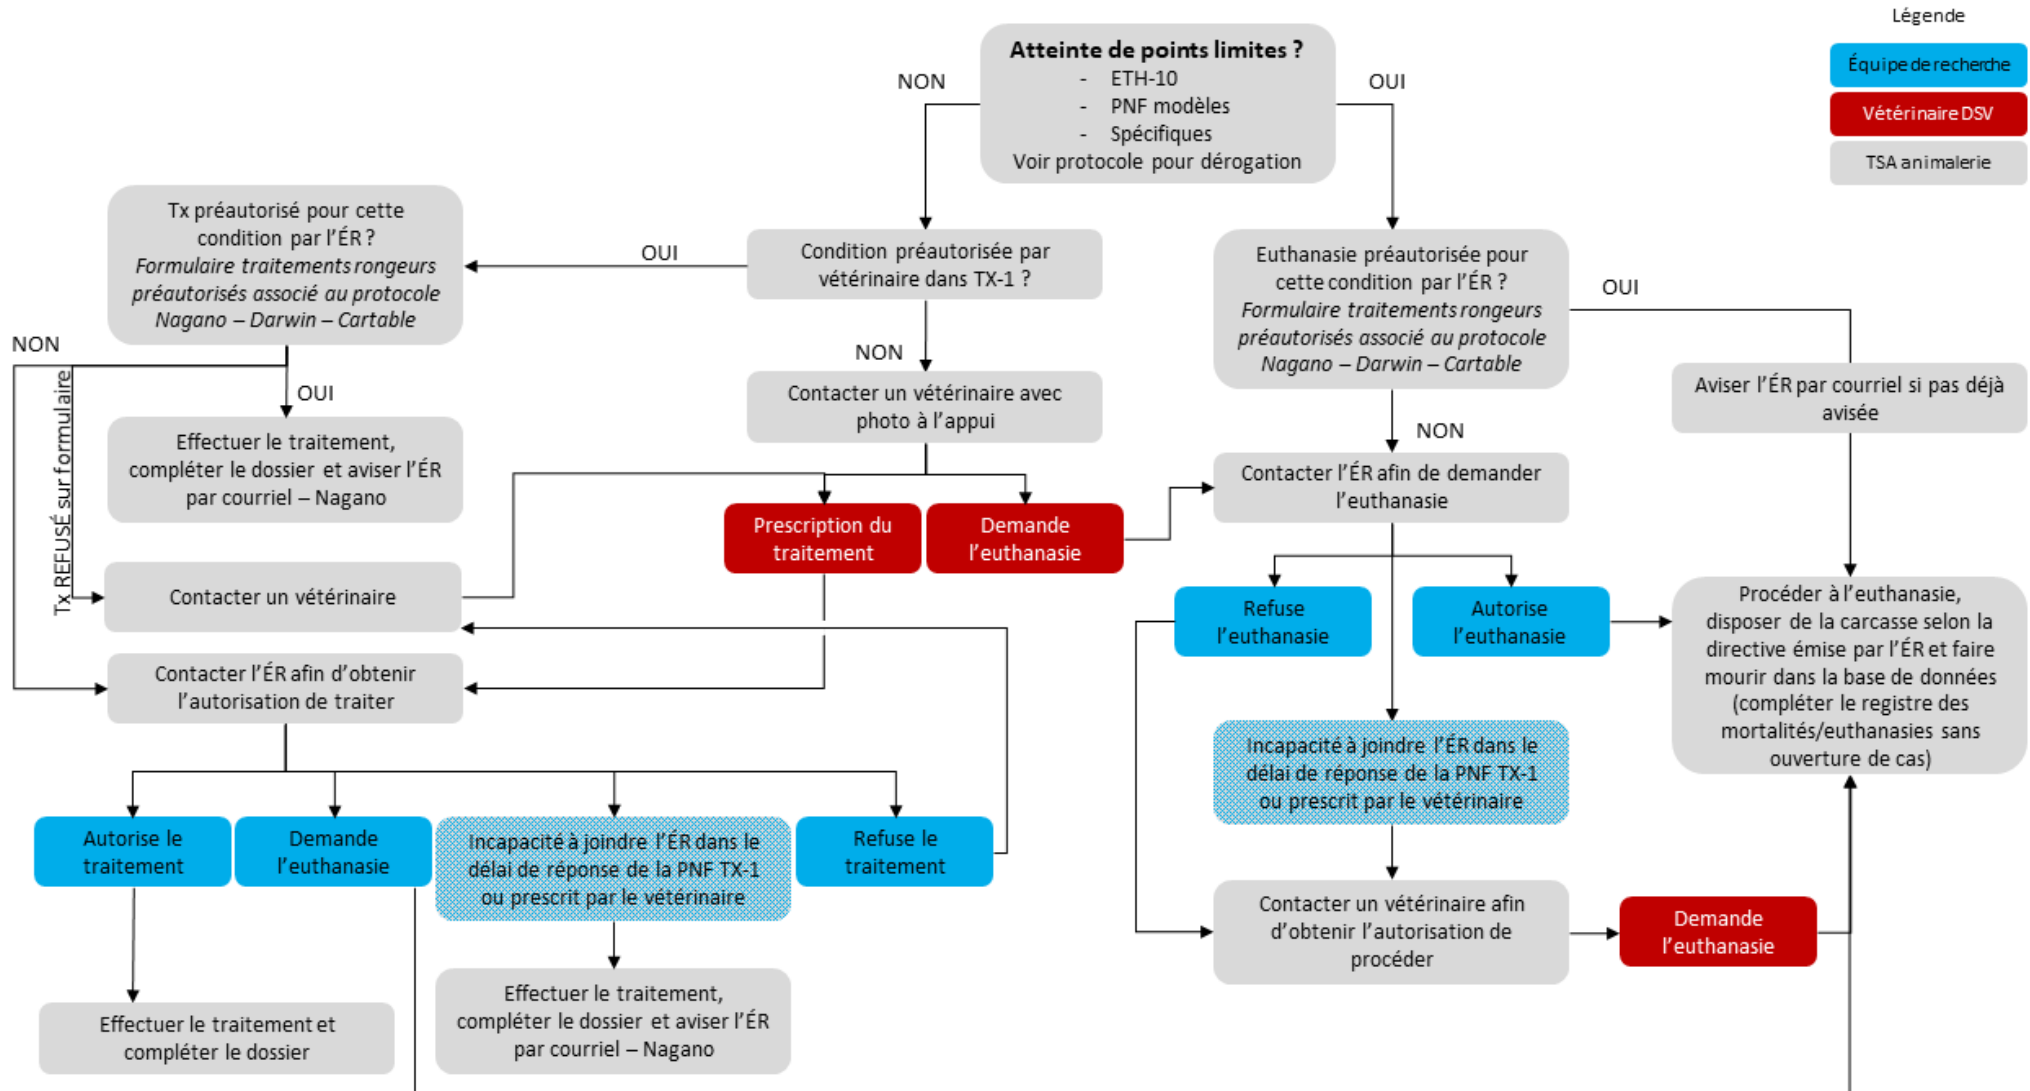 Légende
Équipe de recherche
Vétérinaire DSV
TSA animalerie
Atteinte de points limites ?
- ETH-10
- PNF modèles
- Spécifiques
Voir protocole pour dérogation
NON
OUI
Tx préautorisé pour cette
condition par l'ÉR ?
Formulaire traitements rongeurs
préautorisés associé au protocole
Nagano – Darwin – Cartable
OUI
Condition préautorisée par
vétérinaire dans TX-1 ?
Euthanasie préautorisée pour
cette condition par l'ÉR ?
Formulaire traitements rongeurs
préautorisés associé au protocole
Nagano – Darwin – Cartable
OUI
NON
Tx REFUSÉ sur formulaire
OUI
NON
Contacter un vétérinaire avec
photo à l'appui
Aviser l'ÉR par courriel si pas déjà
avisée
NON
Effectuer le traitement,
compléter le dossier et aviser l'ÉR
par courriel – Nagano
Contacter l'ÉR afin de demander
l'euthanasie
Prescription du
traitement
Demande
l'euthanasie
Contacter un vétérinaire
Refuse
l'euthanasie
Autorise
l'euthanasie
Procéder à l'euthanasie,
disposer de la carcasse selon la
directive émise par l'ÉR et faire
mourir dans la base de données
(compléter le registre des
mortalités/euthanasies sans
ouverture de cas)
Contacter l'ÉR afin d'obtenir
l'autorisation de traiter
Incapacité à joindre l'ÉR dans le
délai de réponse de la PNF TX-1
ou prescrit par le vétérinaire
Autorise le
traitement
Demande
l'euthanasie
Incapacité à joindre l'ÉR dans le
délai de réponse de la PNF TX-1
ou prescrit par le vétérinaire
Refuse le
traitement
Contacter un vétérinaire afin
d'obtenir l'autorisation de
procéder
Demande
l'euthanasie
Effectuer le traitement et
compléter le dossier
Effectuer le traitement,
compléter le dossier et aviser l'ÉR
par courriel – Nagano